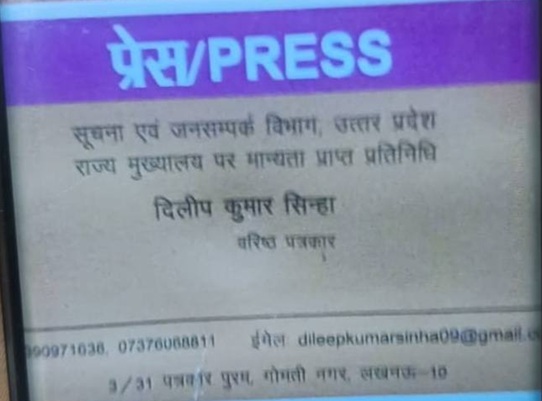 प्रेस/PRESS
सूचना एवं जनसम्पर्क विभाग, उत्तर प्रदेश
राज्य मुख्यालय पर मान्यता प्राप्त प्रतिनिधि
दिलीप कुमार सिन्हा
वरिष्ठ पत्रकार
ईमेल dileepkumarsinha09@gmail.c
3/31 पत्रकार पुरम, गोमती नगर, लखनऊ-10